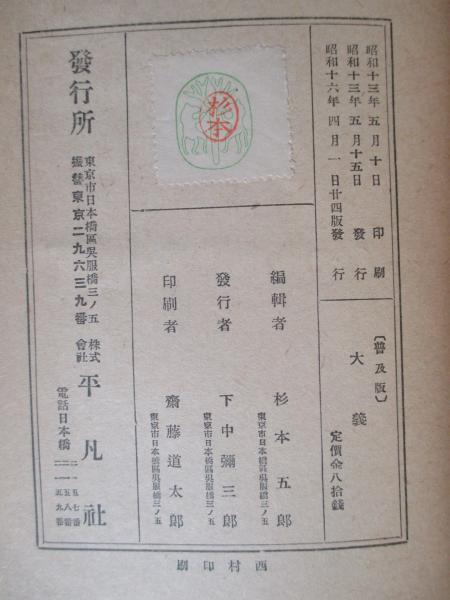 昭和十三年五月十日印刷
昭和十三年五月十五日發行
昭和十六年四月一日廿四版發行
〔普及版〕
大義
定價金八拾錢
杉本
編輯者 杉本五郎
東京市日本橋區吳服橋三ノ五
發行者 下中彌三郎
東京市日本橋區吳服橋三ノ五
印刷者 齋藤道太郎
東京市日本橋區吳服橋三ノ五
發行所 株式會社 平凡社
東京市日本橋區吳服橋三ノ五
振替東京二九六三九番
電話日本橋
西村印刷